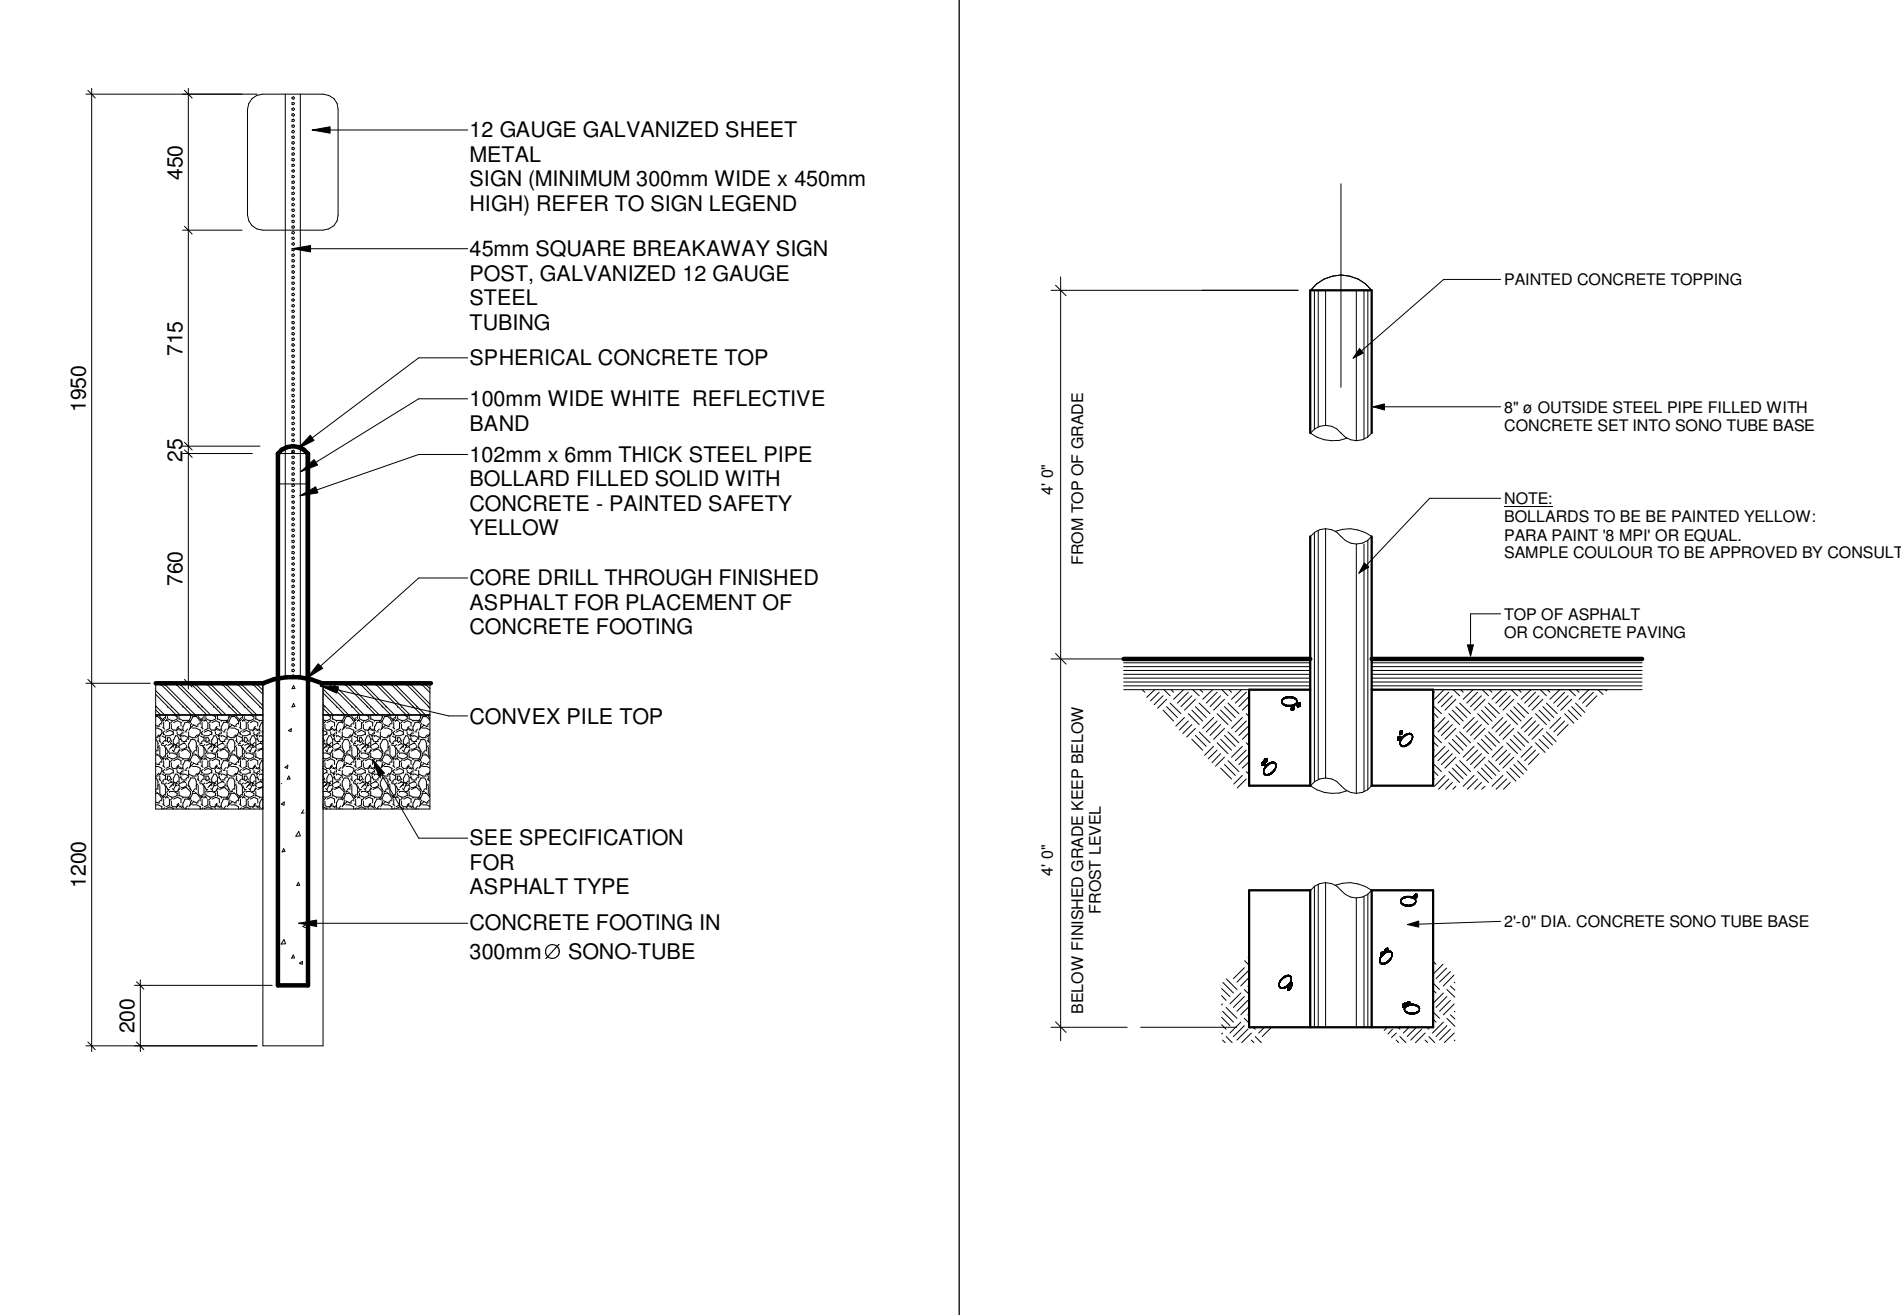 12 GAUGE GALVANIZED SHEET
METAL
SIGN (MINIMUM 300mm WIDE x 450mm
HIGH) REFER TO SIGN LEGEND
45mm SQUARE BREAKAWAY SIGN
POST, GALVANIZED 12 GAUGE
STEEL
TUBING
SPHERICAL CONCRETE TOP
100mm WIDE WHITE REFLECTIVE
BAND
102mm x 6mm THICK STEEL PIPE
BOLLARD FILLED SOLID WITH
CONCRETE - PAINTED SAFETY
YELLOW
CORE DRILL THROUGH FINISHED
ASPHALT FOR PLACEMENT OF
CONCRETE FOOTING
CONVEX PILE TOP
SEE SPECIFICATION
FOR
ASPHALT TYPE
CONCRETE FOOTING IN
300mmØ SONO-TUBE
450
715
1950
25
760
1200
200
PAINTED CONCRETE TOPPING
8" ø OUTSIDE STEEL PIPE FILLED WITH
CONCRETE SET INTO SONO TUBE BASE
NOTE:
BOLLARDS TO BE BE PAINTED YELLOW:
PARA PAINT '8 MPI' OR EQUAL.
SAMPLE COULOUR TO BE APPROVED BY CONSULT
TOP OF ASPHALT
OR CONCRETE PAVING
2'-0" DIA. CONCRETE SONO TUBE BASE
4' 0"
FROM TOP OF GRADE
4' 0"
BELOW FINISHED GRADE KEEP BELOW
FROST LEVEL